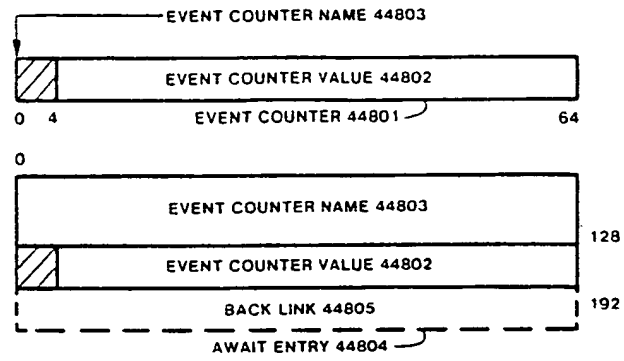 EVENT COUNTER NAME 44803
EVENT COUNTER VALUE 44802
0 4 EVENT COUNTER 44801 64
0
EVENT COUNTER NAME 44803
128
EVENT COUNTER VALUE 44802
BACK LINK 44805 192
AWAIT ENTRY 44804